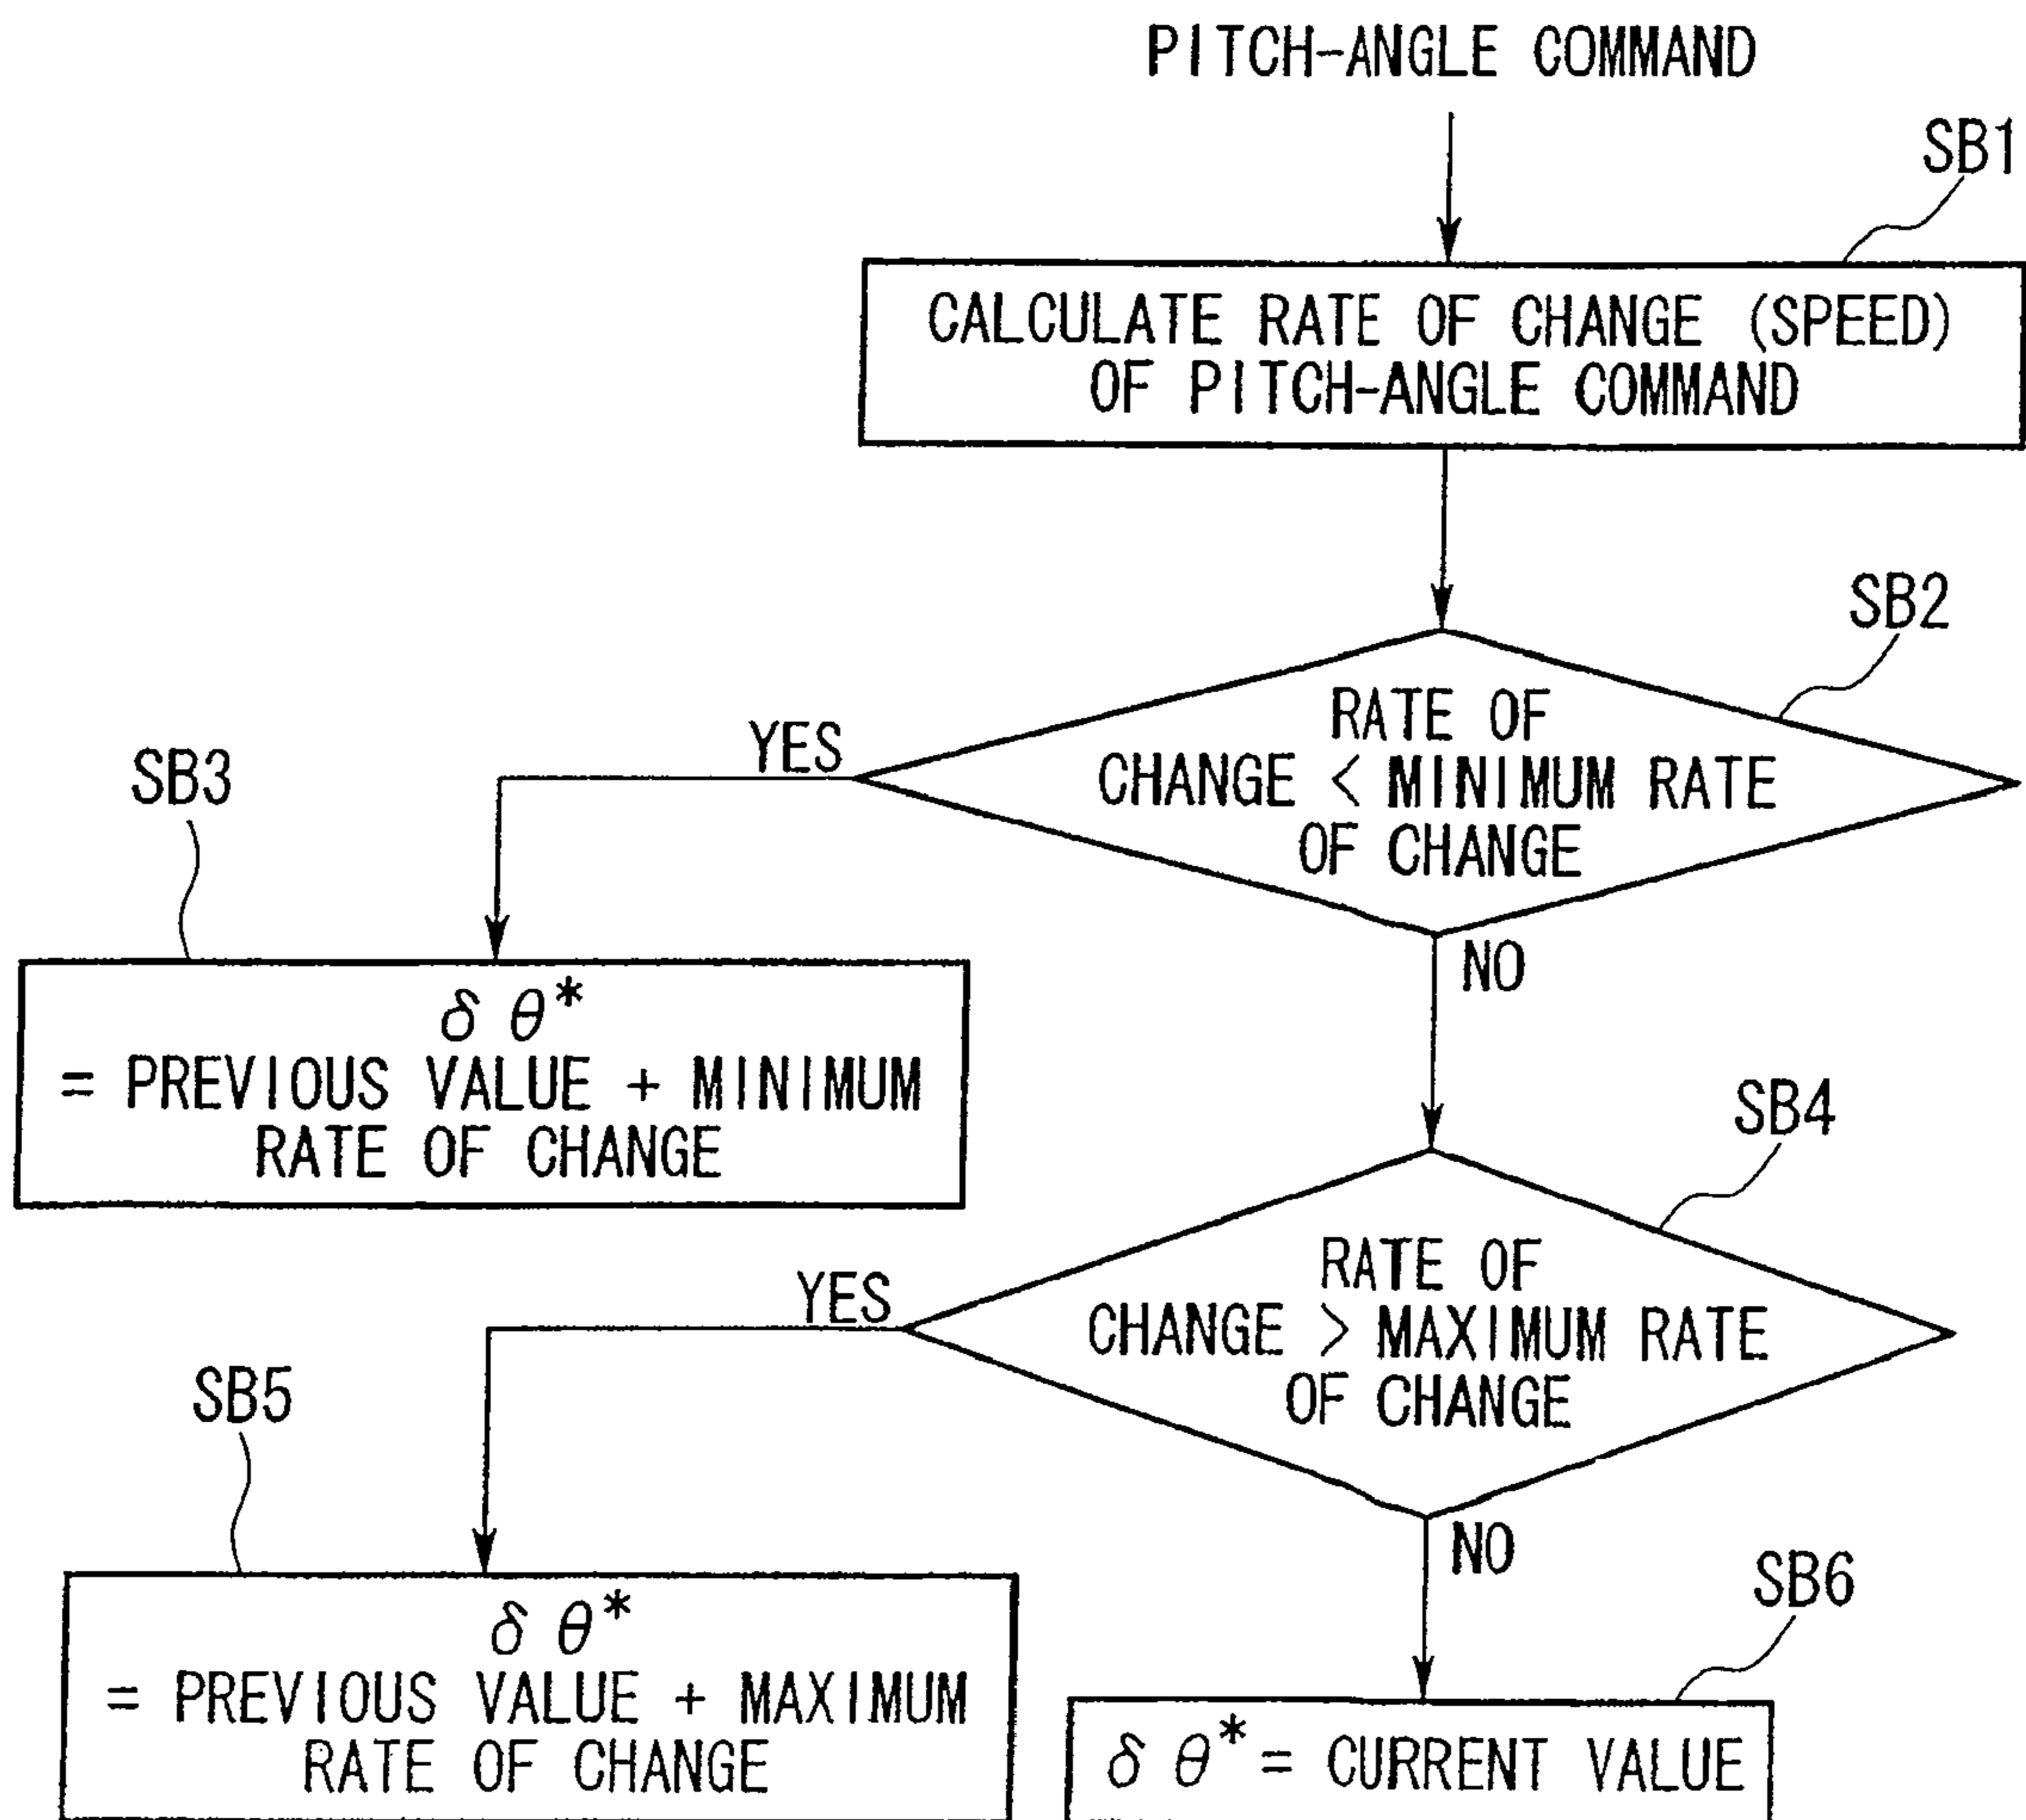 PITCH-ANGLE COMMAND
SB1
CALCULATE RATE OF CHANGE (SPEED)
OF PITCH-ANGLE COMMAND
SB2
RATE OF
CHANGE < MINIMUM RATE
OF CHANGE
YES
SB3
NO
δ θ*
= PREVIOUS VALUE + MINIMUM
RATE OF CHANGE
SB4
RATE OF
CHANGE > MAXIMUM RATE
OF CHANGE
YES
SB5
NO
SB6
δ θ*
= PREVIOUS VALUE + MAXIMUM
RATE OF CHANGE
δ θ* = CURRENT VALUE